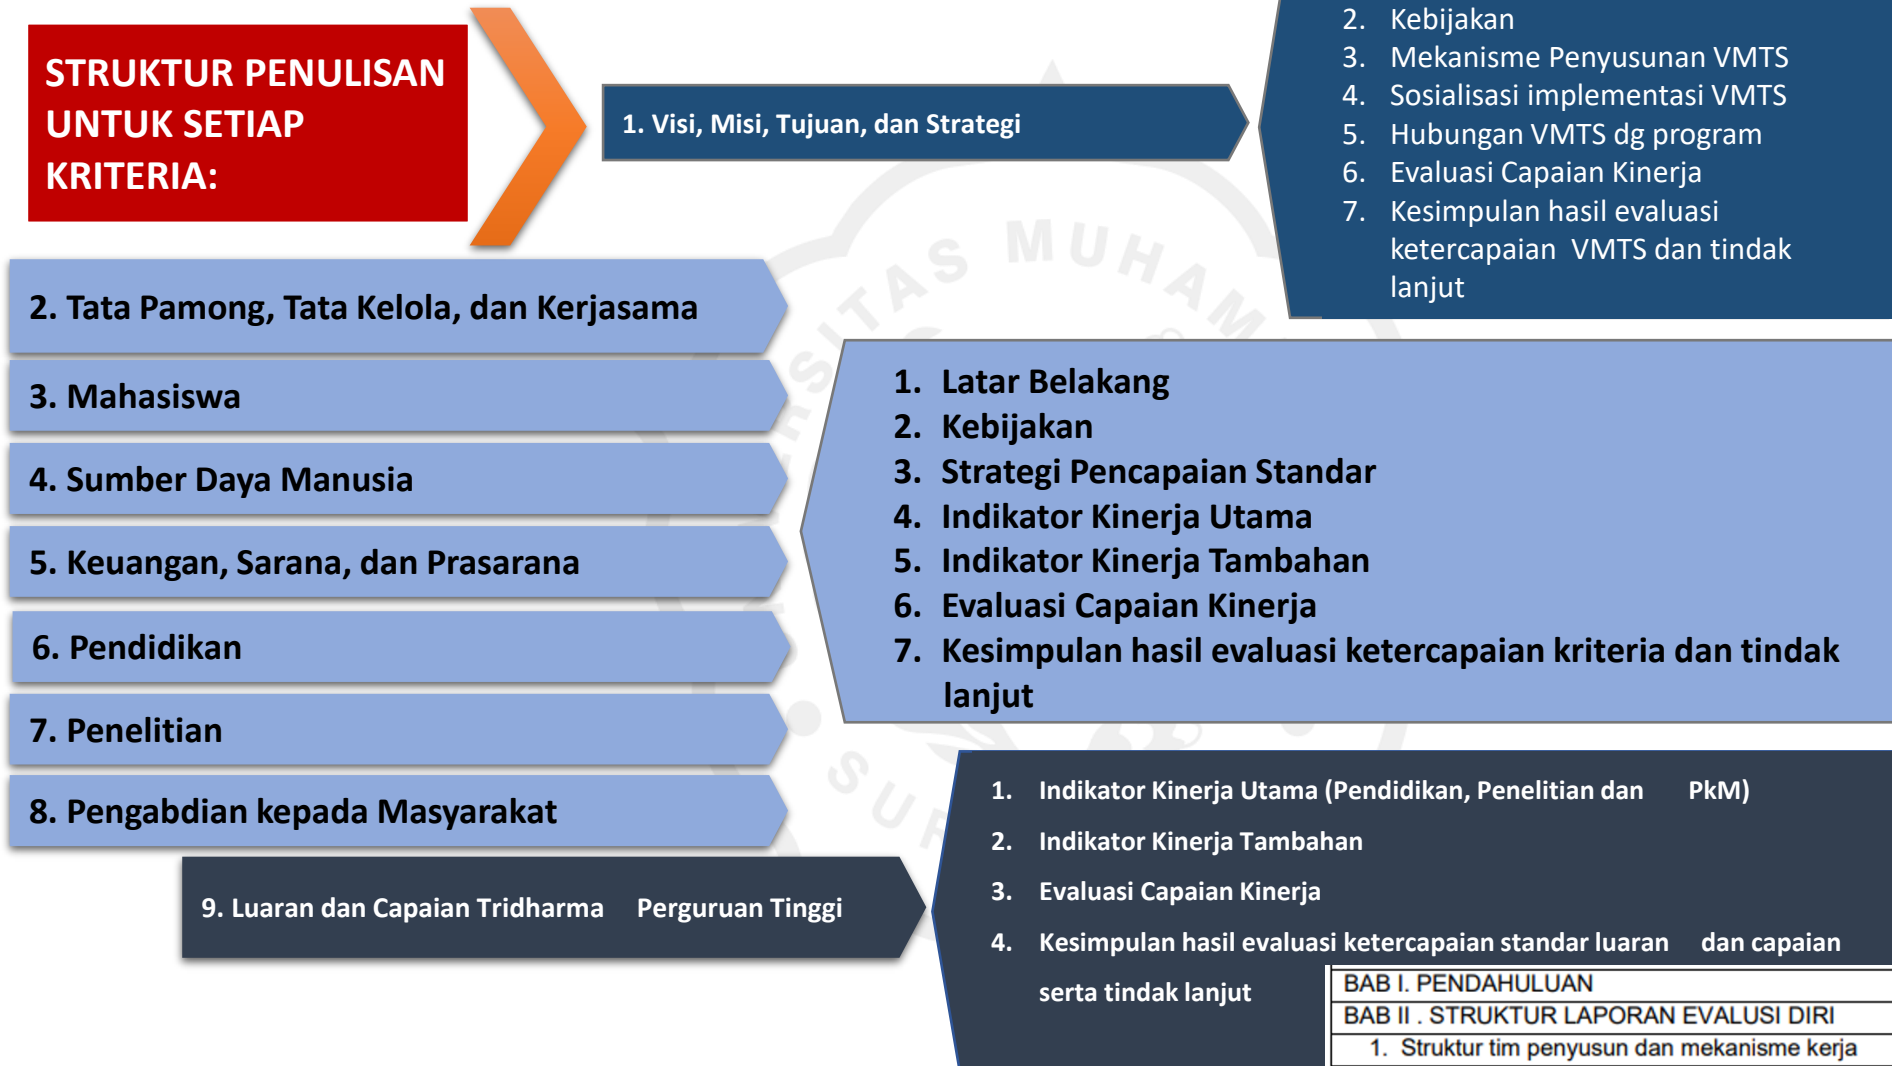 STRUKTUR PENULISAN
UNTUK SETIAP
KRITERIA:
1. Visi, Misi, Tujuan, dan Strategi
2. Kebijakan
3. Mekanisme Penyusunan VMTS
4. Sosialisasi implementasi VMTS
5. Hubungan VMTS dg program
6. Evaluasi Capaian Kinerja
7. Kesimpulan hasil evaluasi
ketercapaian VMTS dan tindak
lanjut
2. Tata Pamong, Tata Kelola, dan Kerjasama
3. Mahasiswa
4. Sumber Daya Manusia
5. Keuangan, Sarana, dan Prasarana
6. Pendidikan
7. Penelitian
8. Pengabdian kepada Masyarakat
1. Latar Belakang
2. Kebijakan
3. Strategi Pencapaian Standar
4. Indikator Kinerja Utama
5. Indikator Kinerja Tambahan
6. Evaluasi Capaian Kinerja
7. Kesimpulan hasil evaluasi ketercapaian kriteria dan tindak
lanjut
9. Luaran dan Capaian Tridharma Perguruan Tinggi
1. Indikator Kinerja Utama (Pendidikan, Penelitian dan PkM)
2. Indikator Kinerja Tambahan
3. Evaluasi Capaian Kinerja
4. Kesimpulan hasil evaluasi ketercapaian standar luaran dan capaian
serta tindak lanjut
BAB I. PENDAHULUAN
BAB II . STRUKTUR LAPORAN EVALUSI DIRI
1. Struktur tim penyusun dan mekanisme kerja